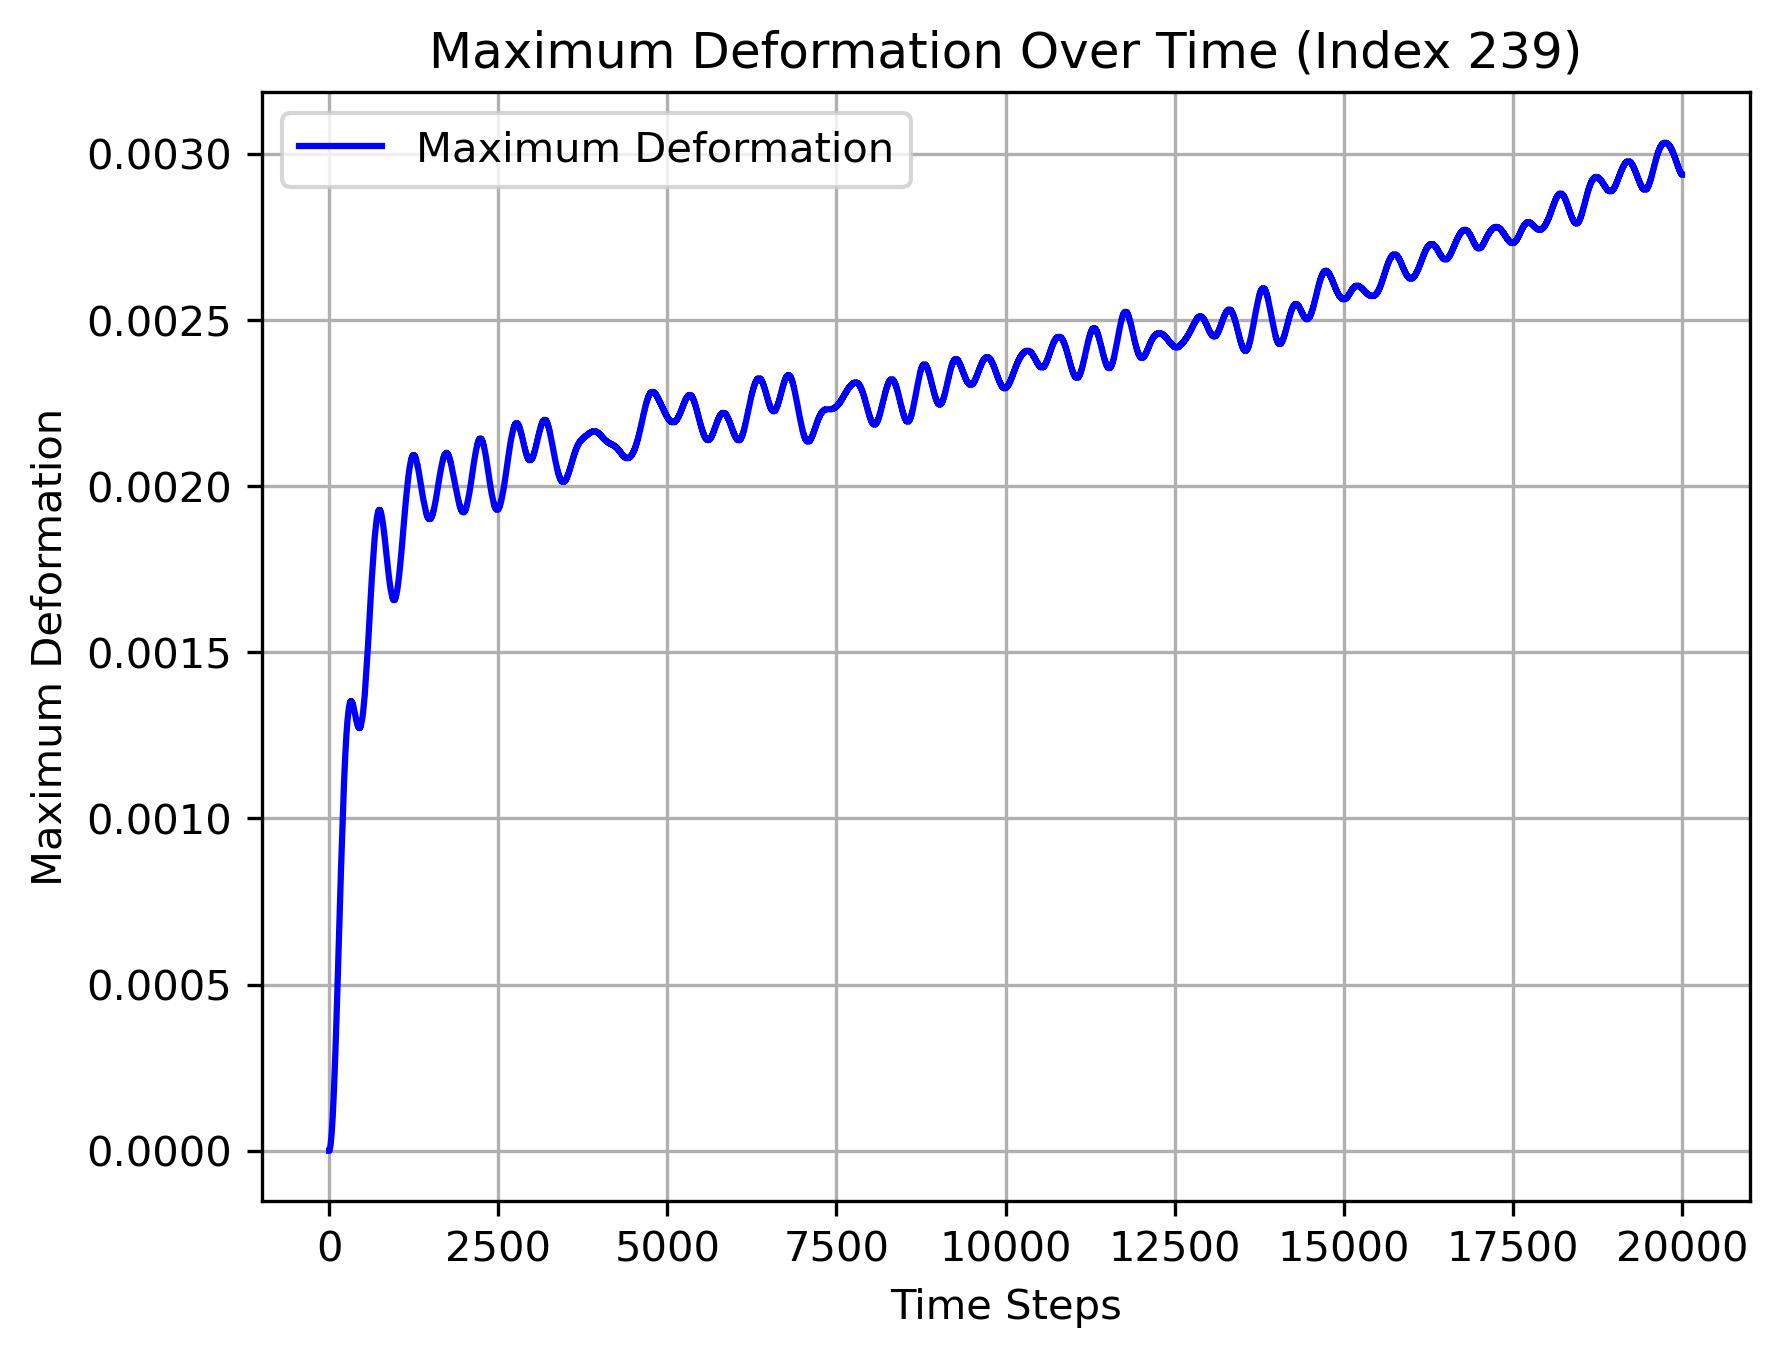 Maximum Deformation Over Time (Index 239)
Maximum Deformation
Maximum Deformation
0.0030
0.0025
0.0020
0.0015
0.0010
0.0005
0.0000
0 2500 5000 7500 10000 12500 15000 17500 20000
Time Steps